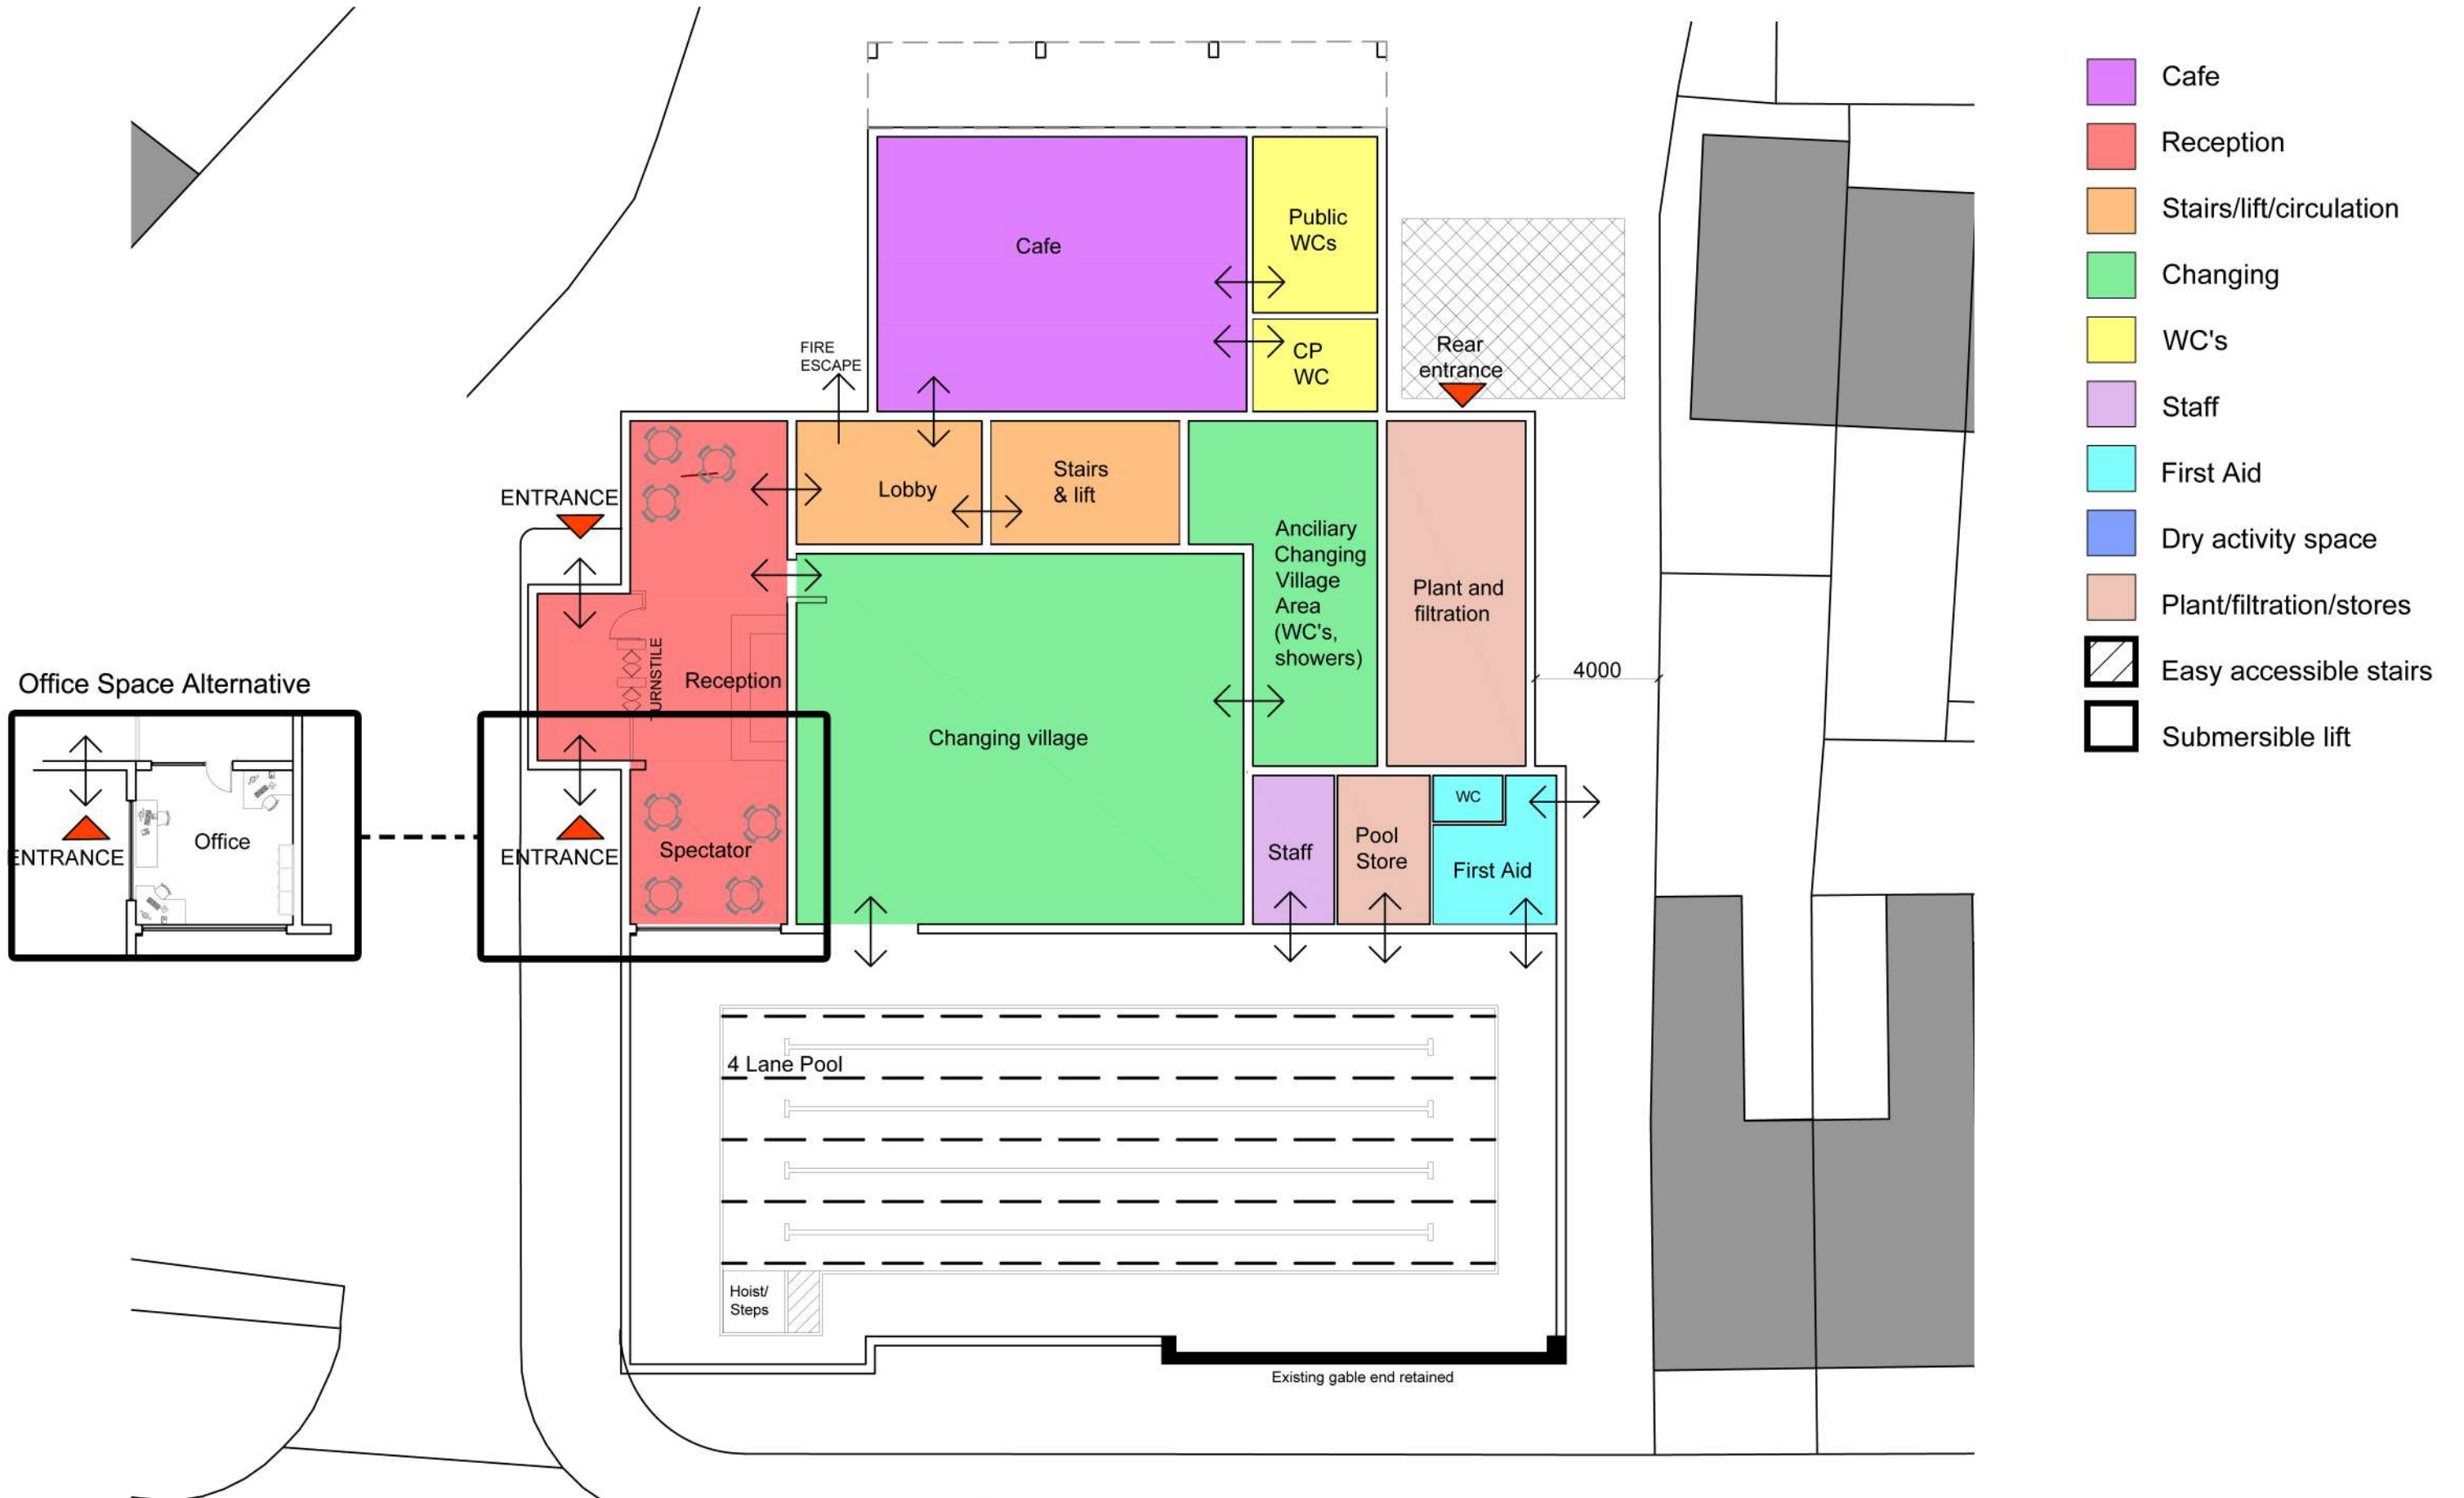 Cafe
Public
WCs
CP
WC
FIRE
ESCAPE
Rear
entrance
ENTRANCE
Lobby
Stairs
& lift
Anciliary
Changing
Village
Area
(WC's,
showers)
Plant and
filtration
4000
TURNSTILE
Reception
Changing village
Office Space Alternative
ENTRANCE
Office
ENTRANCE
Spectator
Staff
Pool
Store
WC
First Aid
4 Lane Pool
Hoist/
Steps
Existing gable end retained
Cafe
Reception
Stairs/lift/circulation
Changing
WC's
Staff
First Aid
Dry activity space
Plant/filtration/stores
Easy accessible stairs
Submersible lift